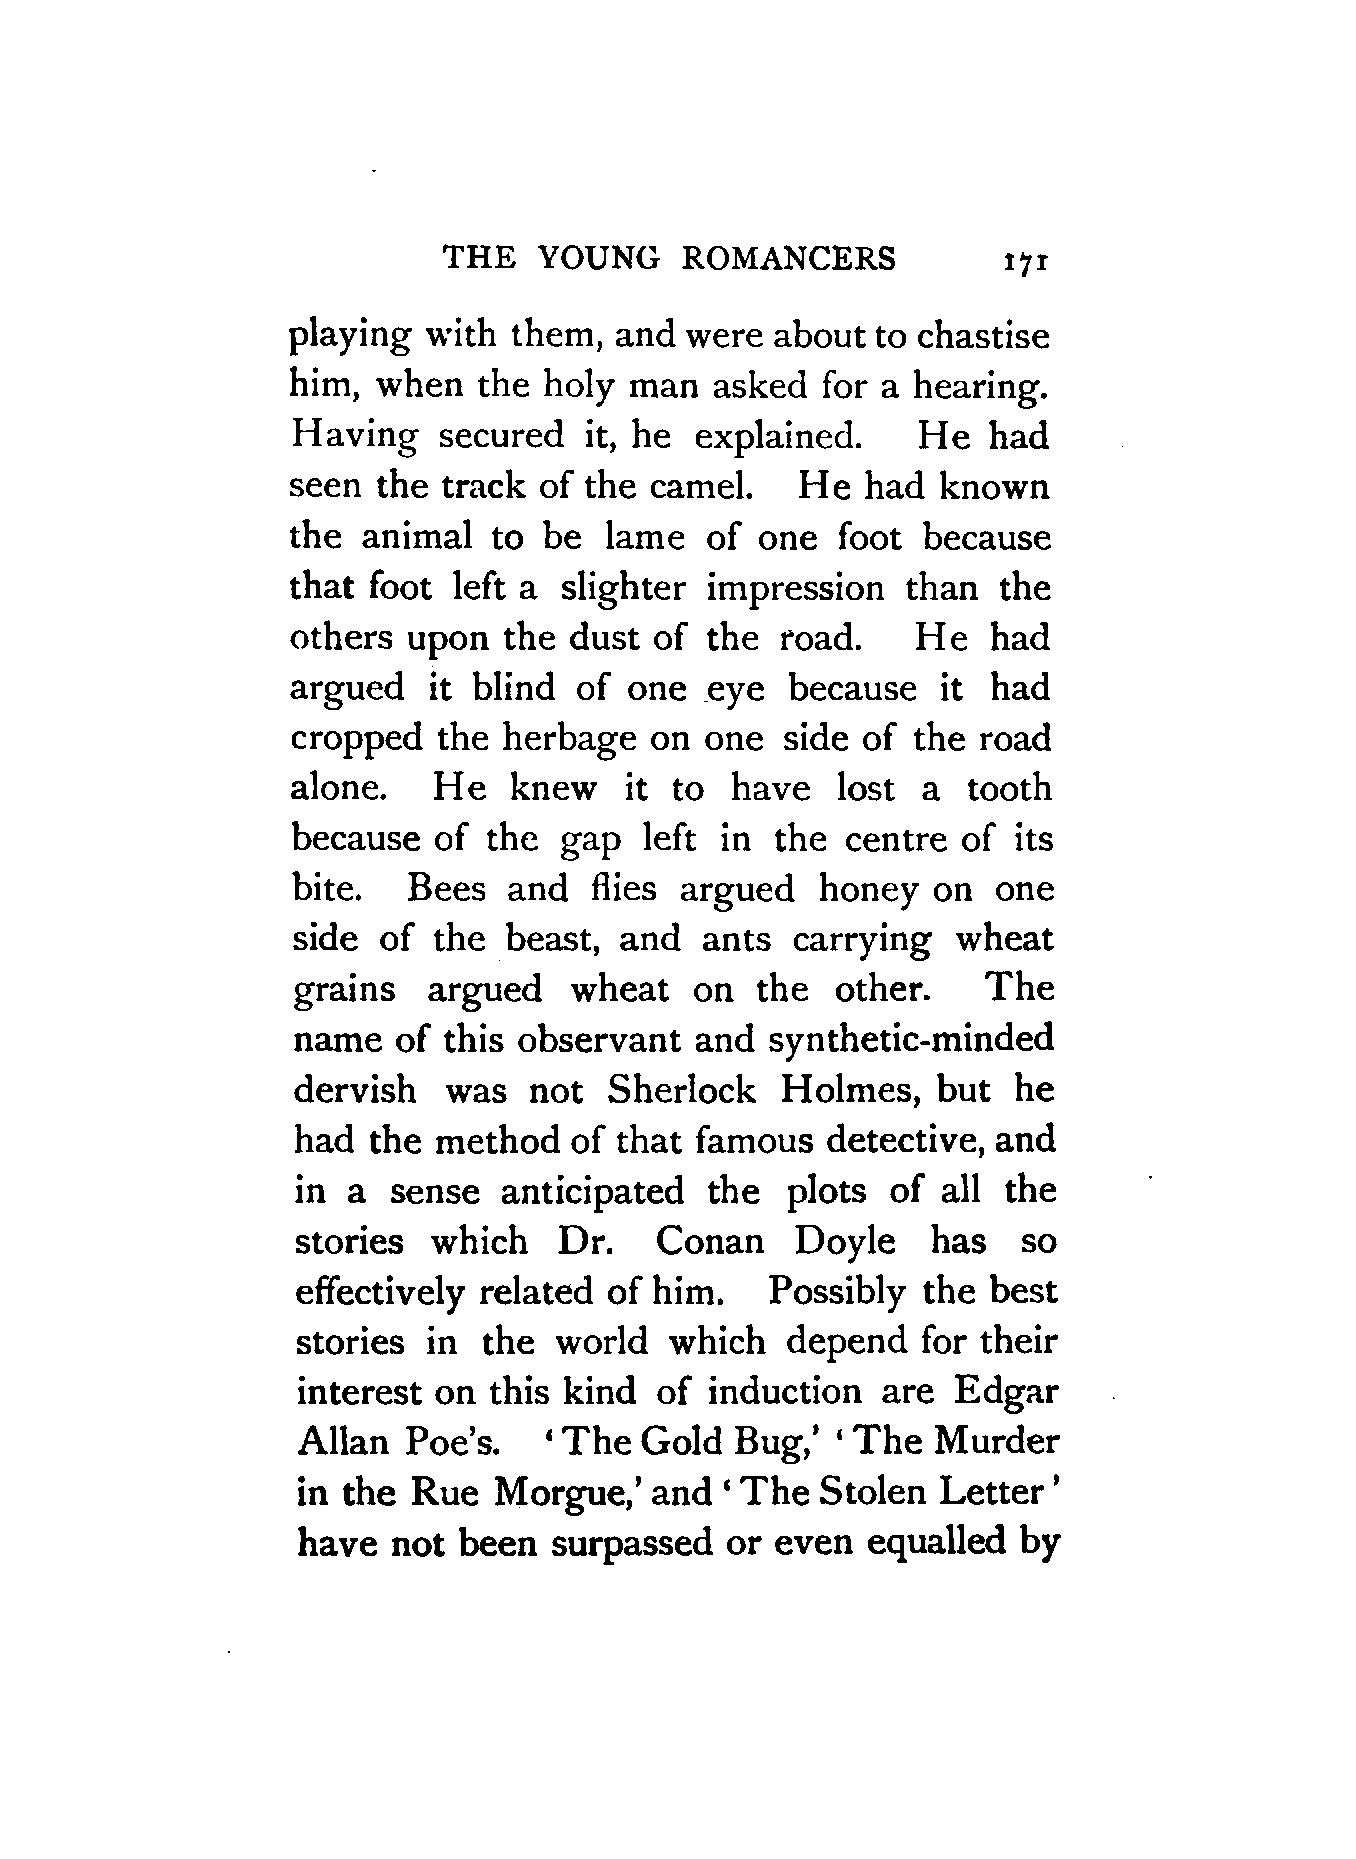 THE YOUNG ROMANCERS 171
playing with them, and were about to chastise
him, when the holy man asked for a hearing.
Having secured it, he explained. He had
seen the track of the camel. He had known
the animal to be lame of one foot because
that foot left a slighter impression than the
others upon the dust of the road. He had
argued it blind of one eye because it had
cropped the herbage on one side of the road
alone. He knew it to have lost a tooth
because of the gap left in the centre of its
bite. Bees and flies argued honey on one
side of the beast, and ants carrying wheat
grains argued wheat on the other. The
name of this observant and synthetic-minded
dervish was not Sherlock Holmes, but he
had the method of that famous detective, and
in a sense anticipated the plots of all the
stories which Dr. Conan Doyle has so
effectively related of him. Possibly the best
stories in the world which depend for their
interest on this kind of induction are Edgar
Allan Poe's. ‘The Gold Bug,’ ‘The Murder
in the Rue Morgue,’ and ‘The Stolen Letter’
have not been surpassed or even equalled by